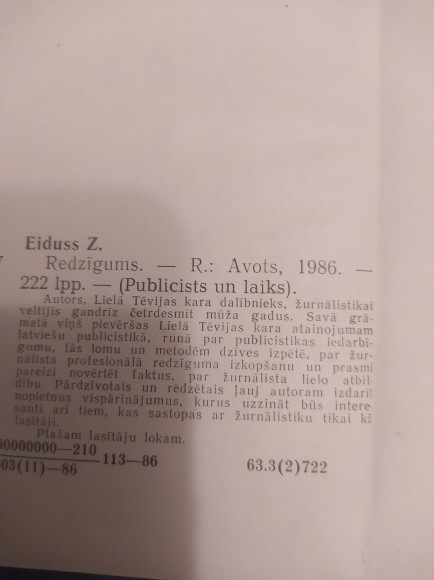 Eiduss Z.
Redzīgums. — R.: Avots, 1986. —
222 lpp. — (Publicists un laiks).
Autors, Lielā Tēvijas kara dalībnieks, žurnālistikai
veltījis gandrīz četrdesmit mūža gadus. Savā grā-
matā viņš pievēršas Lielā Tēvijas kara atainojumam
latviešu publicistikā, runā par publicistikas iedarbī-
gumu, tās lomu un metodēm dzīves izpētē, par žur-
nālista profesionālā redzīguma izkopšanu un prasmi
pareizi novērtēt faktus, par žurnālista lielo atbil-
dību. Pārdzīvotais un redzētais ļauj autoram izdarīt
nopietnus vispārinājumus, kurus uzzināt būs intere-
santi arī tiem, kas sastopas ar žurnālistiku tikai kā
lasītāji.
Plašam lasītāju lokam.
00000000—210
03(11)—86
113—86
63.3(2)722